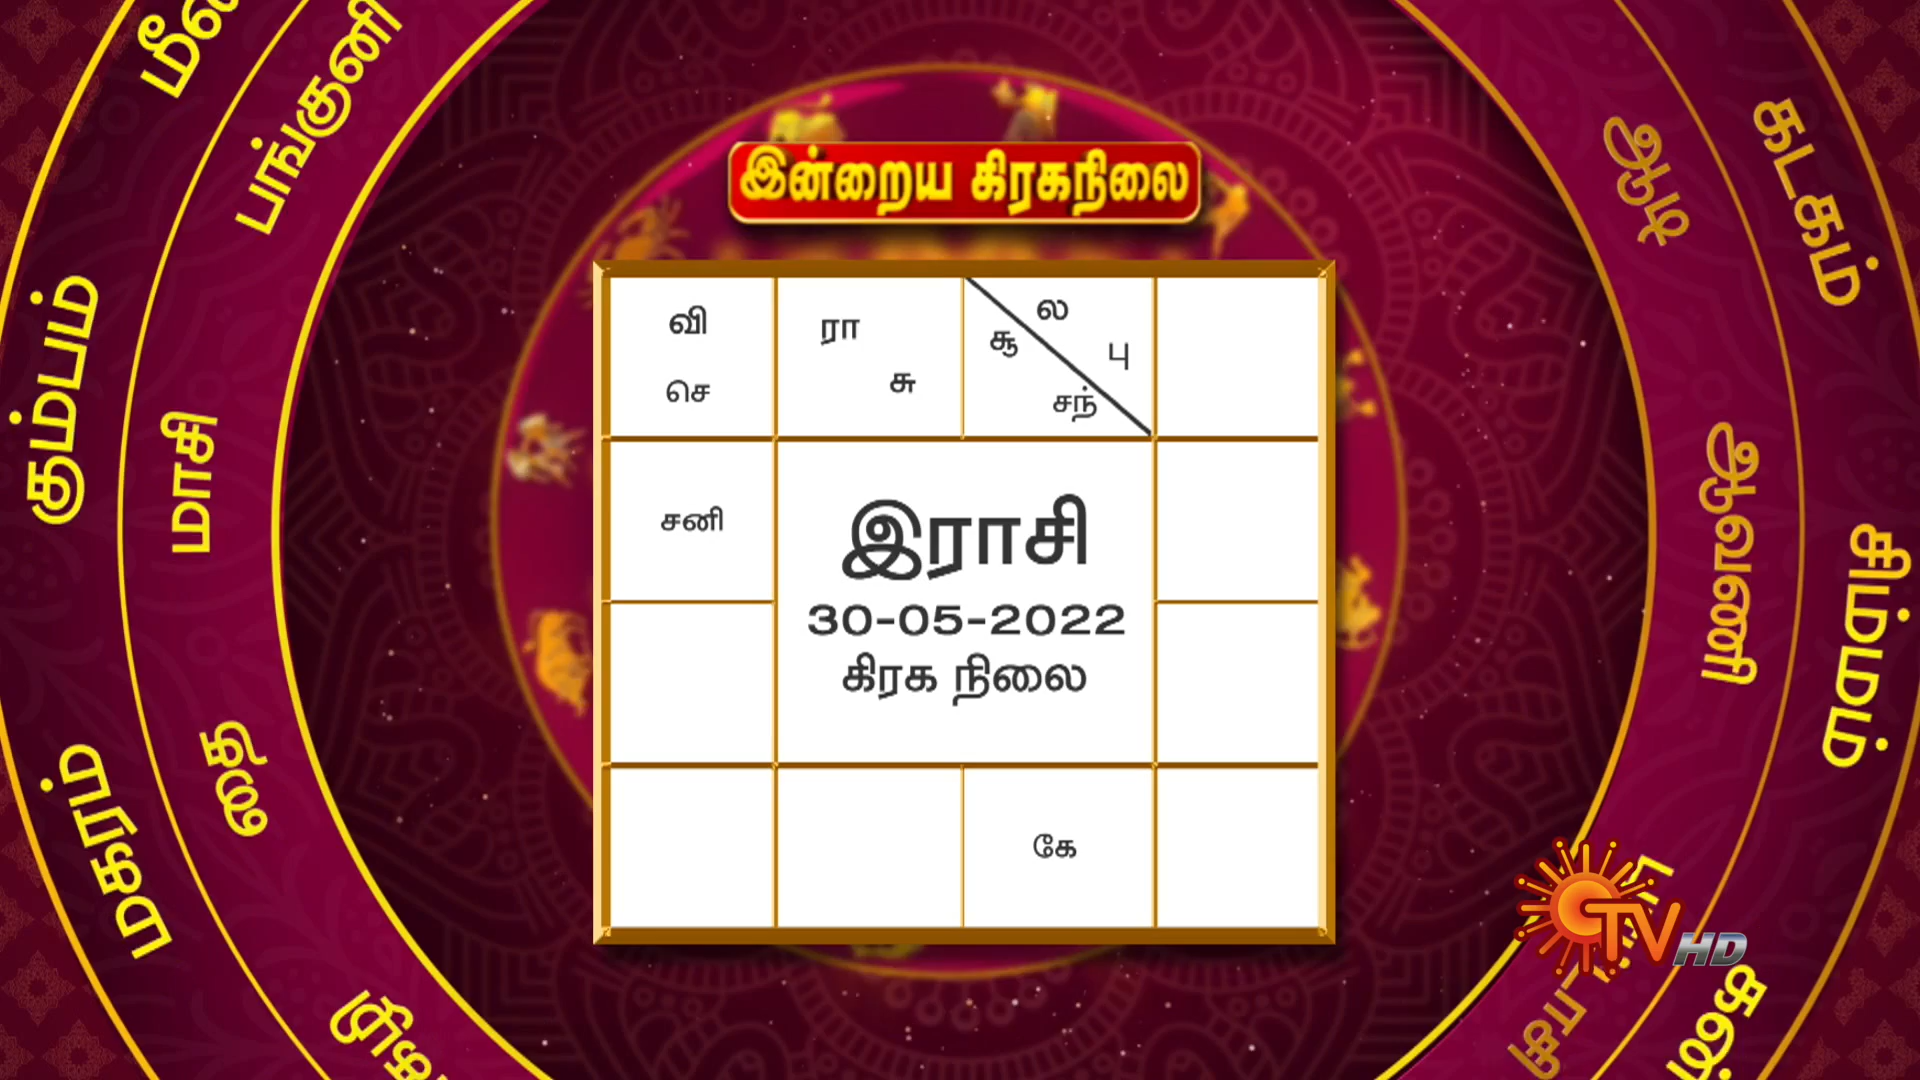 இன்றைய கிரகநிலை
வி
செ
ரா
சு
ல
சூ
பு
சந்
சனி
இராசி
30-05-2022
கிரக நிலை
கே
பங்குனி
கும்பம்
மாசி
தை
மகரம்
கடகம்
ஆடி
ஆவணி
சிம்மம்
TV HD